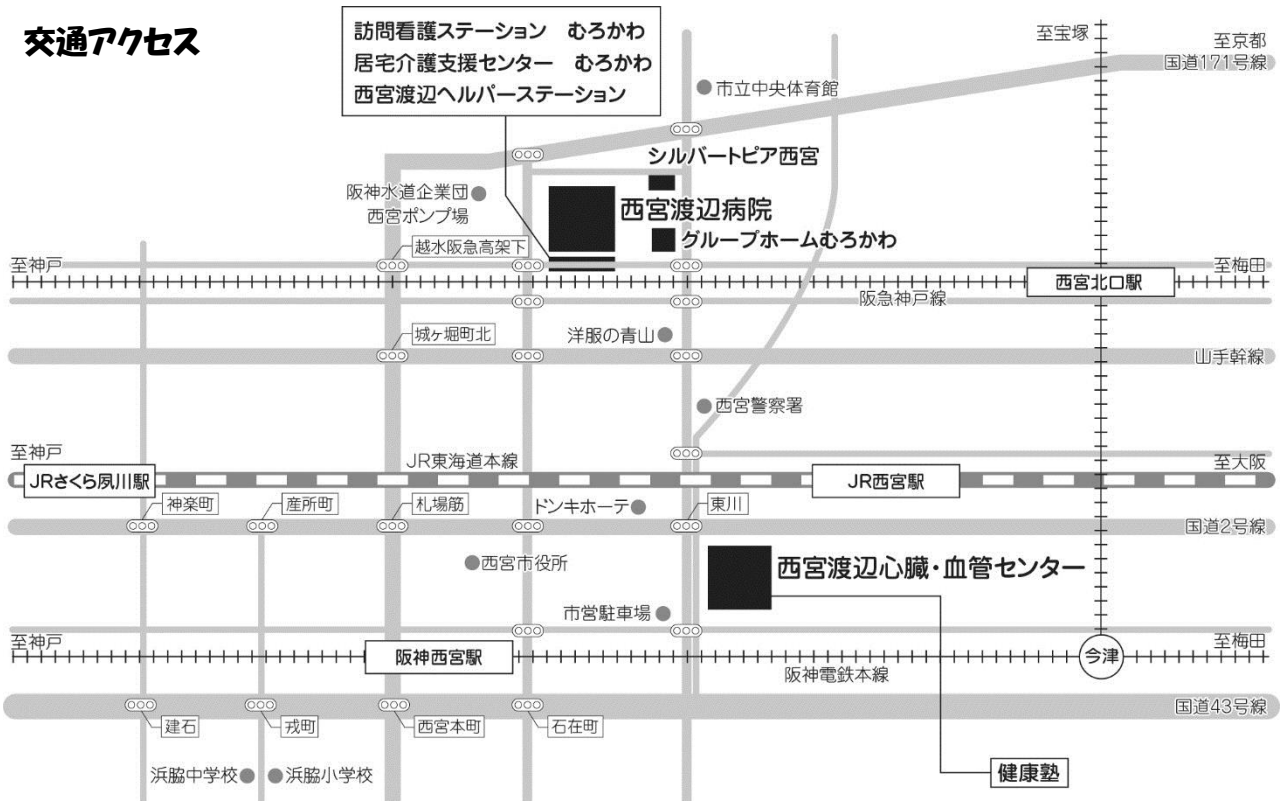 交通アクセス
訪問看護ステーション　むろかわ
居宅介護支援センター　むろかわ
西宮渡辺ヘルパーステーション
至宝塚
至京都
国道171号線
市立中央体育館
シルバートピア西宮
阪神水道企業団
西宮ポンプ場
西宮渡辺病院
グループホームむろかわ
越水阪急高架下
至神戸
至梅田
西宮北口駅
阪急神戸線
城ヶ堀町北
洋服の青山
山手幹線
西宮警察署
至神戸
JR東海道本線
至大阪
JRさくら夙川駅
JR西宮駅
神楽町
産所町
札場筋
ドンキホーテ
東川
国道2号線
西宮市役所
西宮渡辺心臓・血管センター
市営駐車場
至神戸
至梅田
阪神西宮駅
今津
阪神電鉄本線
国道43号線
建石
戎町
西宮本町
石在町
浜脇中学校
浜脇小学校
健康塾